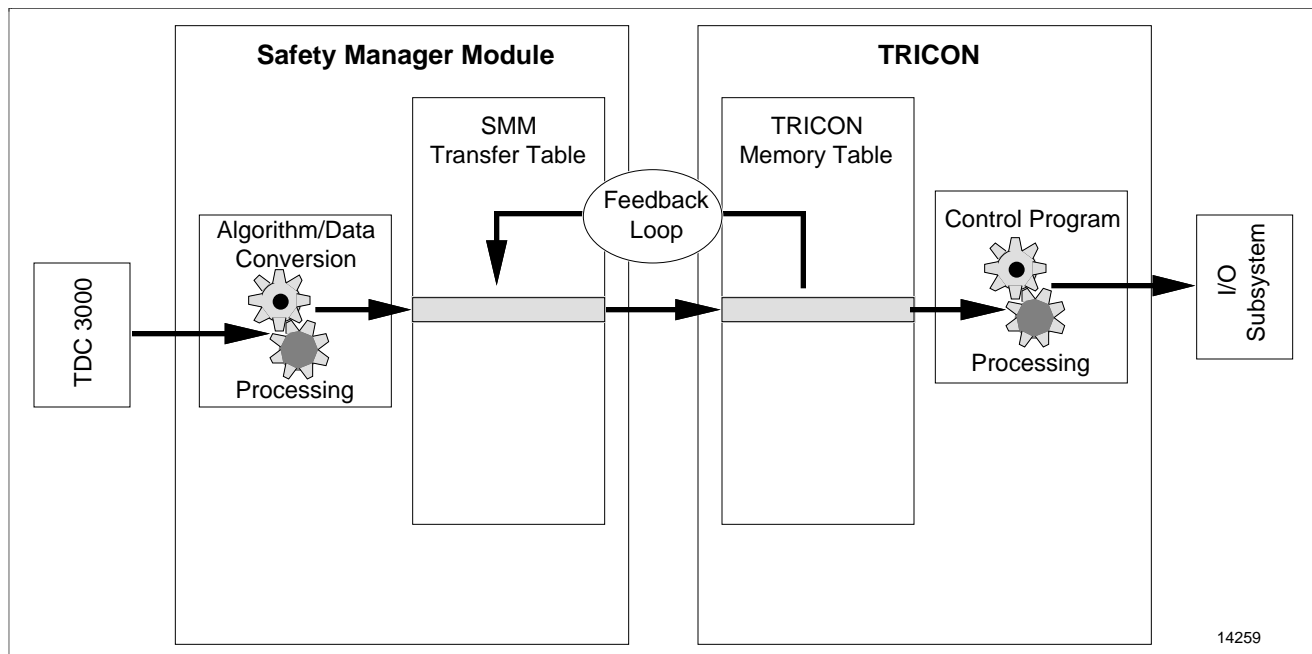 Safety Manager Module
TRICON
SMM
Transfer Table
TRICON
Memory Table
Feedback
Loop
Algorithm/Data
Conversion
Processing
Control Program
Processing
TDC 3000
I/O
Subsystem
14259